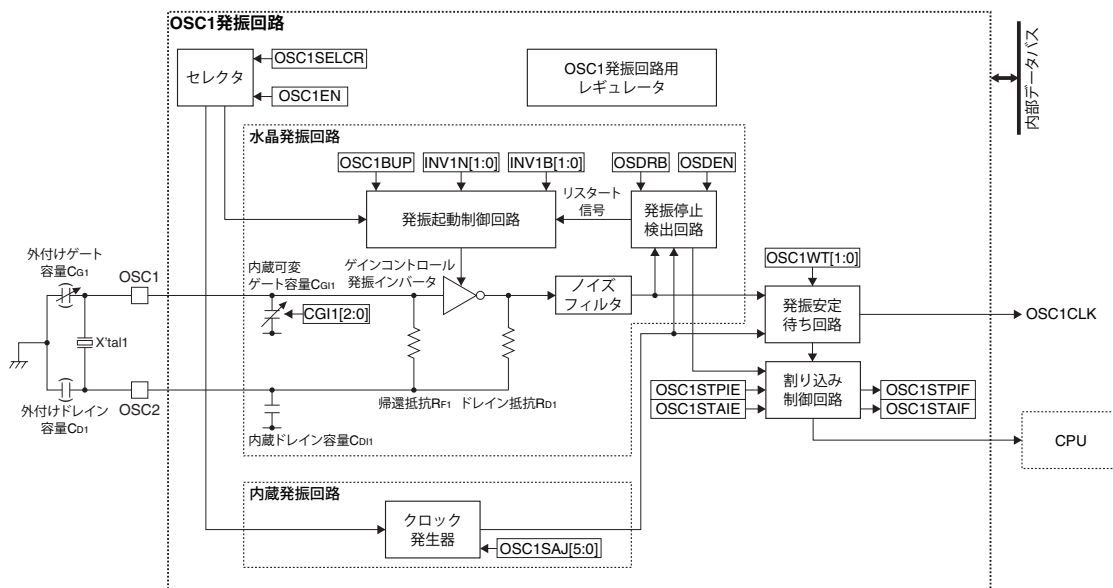 OSC1発振回路
セレクタ
OSC1SELCR
OSC1EN
OSC1発振回路用
レギュレータ
内部データバス
水晶発振回路
OSC1BUP
INV1N[1:0]
INV1B[1:0]
OSDRB
OSDEN
発振起動制御回路
リスタート
信号
発振停止
検出回路
外付けゲート
容量CG1
OSC1
内蔵可変
ゲート容量CGI1
ゲインコントロール
発振インバータ
CGI1[2:0]
ノイズ
フィルタ
OSC1WT[1:0]
発振安定
待ち回路
OSC1CLK
X'tal1
外付けドレイン
容量CD1
OSC2
帰還抵抗RF1
ドレイン抵抗RD1
内蔵ドレイン容量CDI1
OSC1STPIE
OSC1STAIE
割り込み
制御回路
OSC1STPIF
OSC1STAIF
CPU
内蔵発振回路
クロック
発生器
OSC1SAJ[5:0]